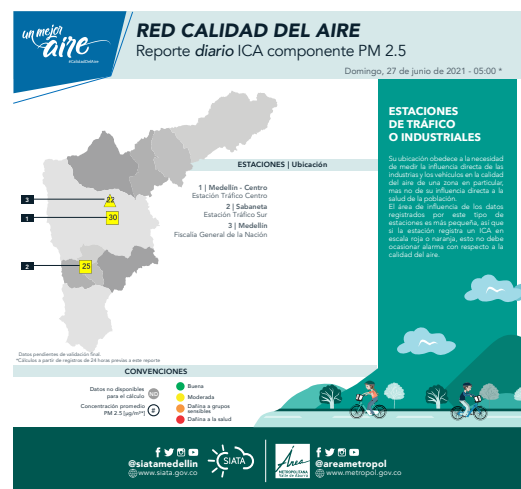 un mejor
aire
#CalidadDelAire
RED CALIDAD DEL AIRE
Reporte diario ICA componente PM 2.5
Domingo, 27 de junio de 2021 - 05:00 *
ESTACIONES | Ubicación
1 | Medellín - Centro
Estación Tráfico Centro
2 | Sabaneta
Estación Tráfico Sur
3 | Medellín
Fiscalía General de la Nación
3
22
1
30
2
25
ESTACIONES
DE TRÁFICO
O INDUSTRIALES
Su ubicación obedece a la necesidad
de medir la influencia directa de las
industrias y los vehículos en la calidad
del aire de una zona en particular,
mas no de su influencia directa a la
salud de la población.
El área de influencia de los datos
registrados por este tipo de
estaciones es más pequeña, así que
si la estación registra un ICA en
escala roja o naranja, esto no debe
ocasionar alarma con respecto a la
calidad del aire.
Datos pendientes de validación final.
*Cálculos a partir de registros de 24 horas previas a este reporte
CONVENCIONES
Datos no disponibles
para el cálculo
ND
Concentración promedio
PM 2.5 (µg/m³)
#
Buena
Moderada
Dañina a grupos
sensibles
Dañina a la salud
@siatamedellin
www.siata.gov.co
SIATA
Área
METROPOLITANA
Valle de Aburrá
@areametropol
www.metropol.gov.co